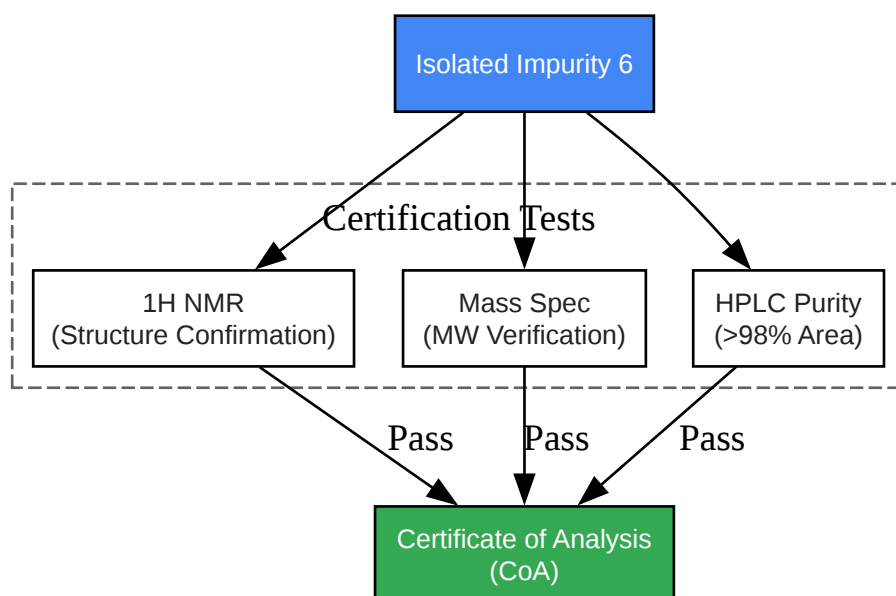 Isolated Impurity 6
Certification Tests
1H NMR
(Structure Confirmation)
Mass Spec
(MW Verification)
HPLC Purity
(>98% Area)
Pass
Pass
Pass
Certificate of Analysis
(CoA)